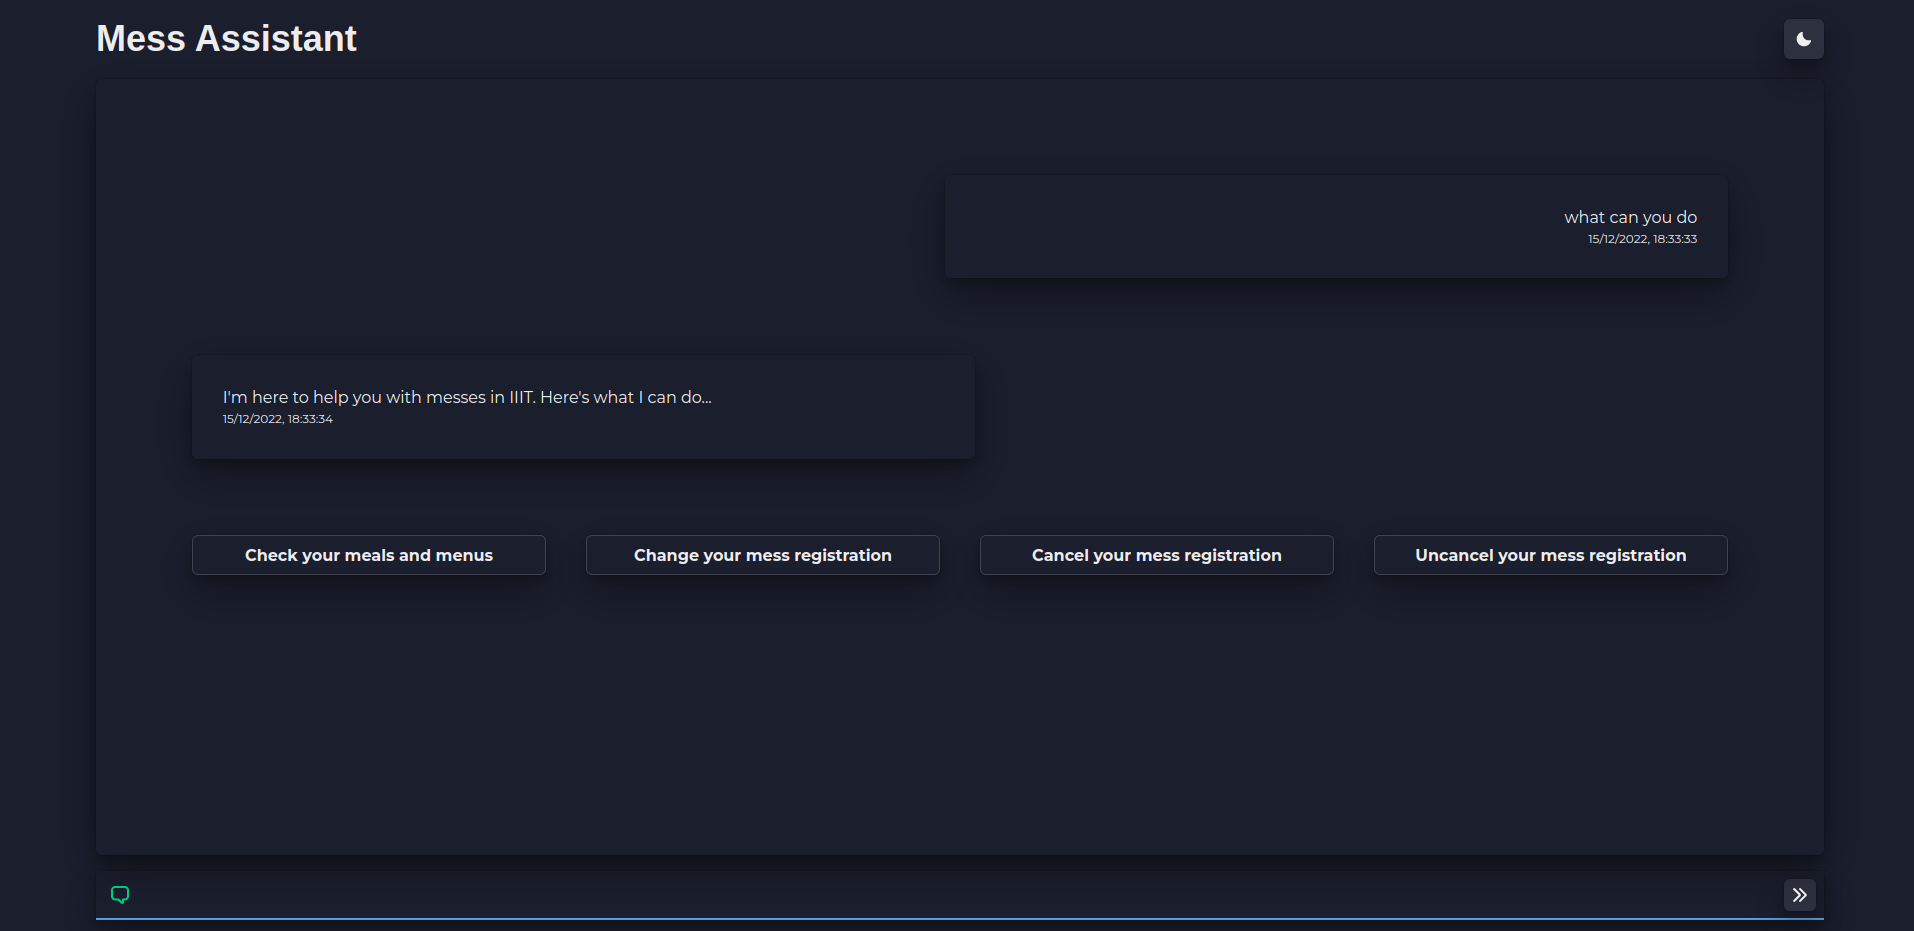 Mess Assistant
what can you do
15/12/2022, 18:33:33
I'm here to help you with messes in IIIT. Here's what I can do...
15/12/2022, 18:33:34
Check your meals and menus
Change your mess registration
Cancel your mess registration
Uncancel your mess registration